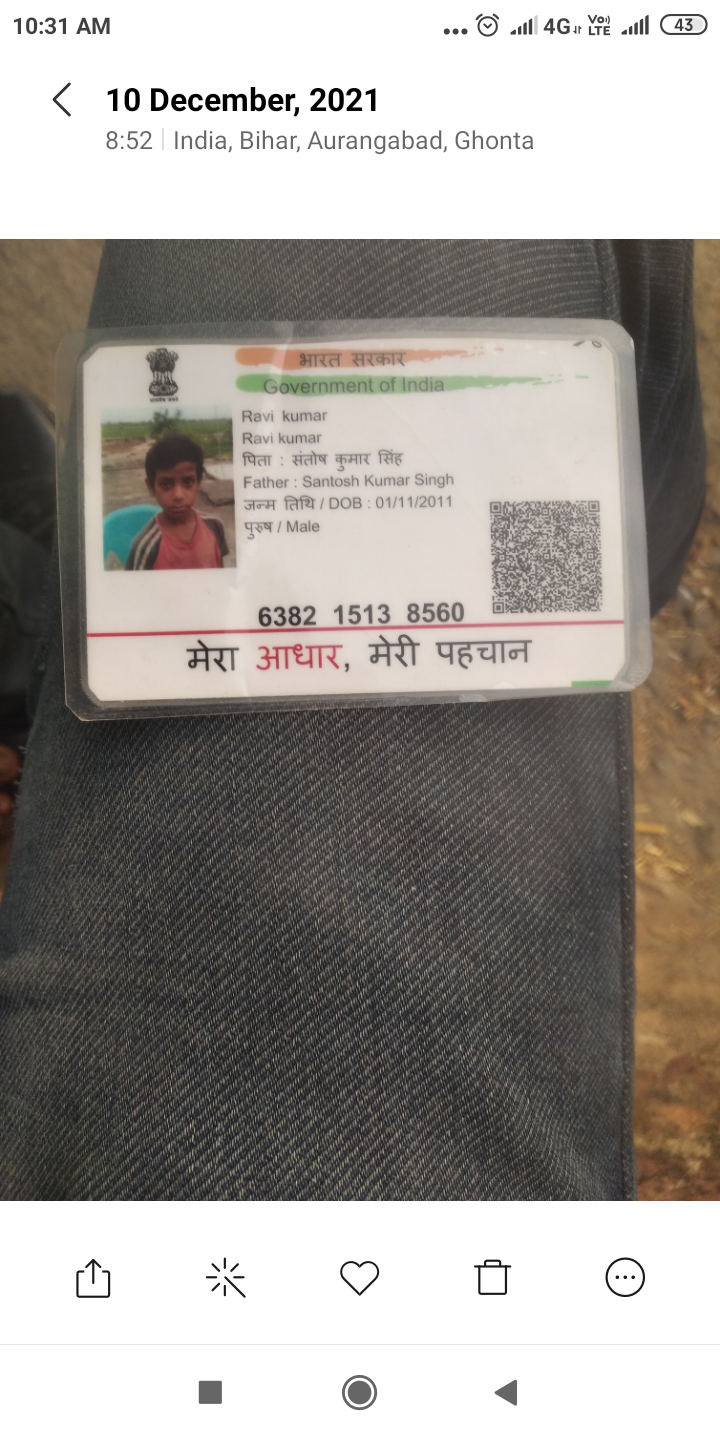 10:31 AM
4G
Vo))
LTE
43
10 December, 2021
8:52 | India, Bihar, Aurangabad, Ghonta
भारत सरकार
Government of India
Ravi kumar
Ravi kumar
पिता : संतोष कुमार सिंह
Father : Santosh Kumar Singh
जन्म तिथि / DOB : 01/11/2011
पुरुष / Male
6382 1513 8560
मेरा आधार, मेरी पहचान